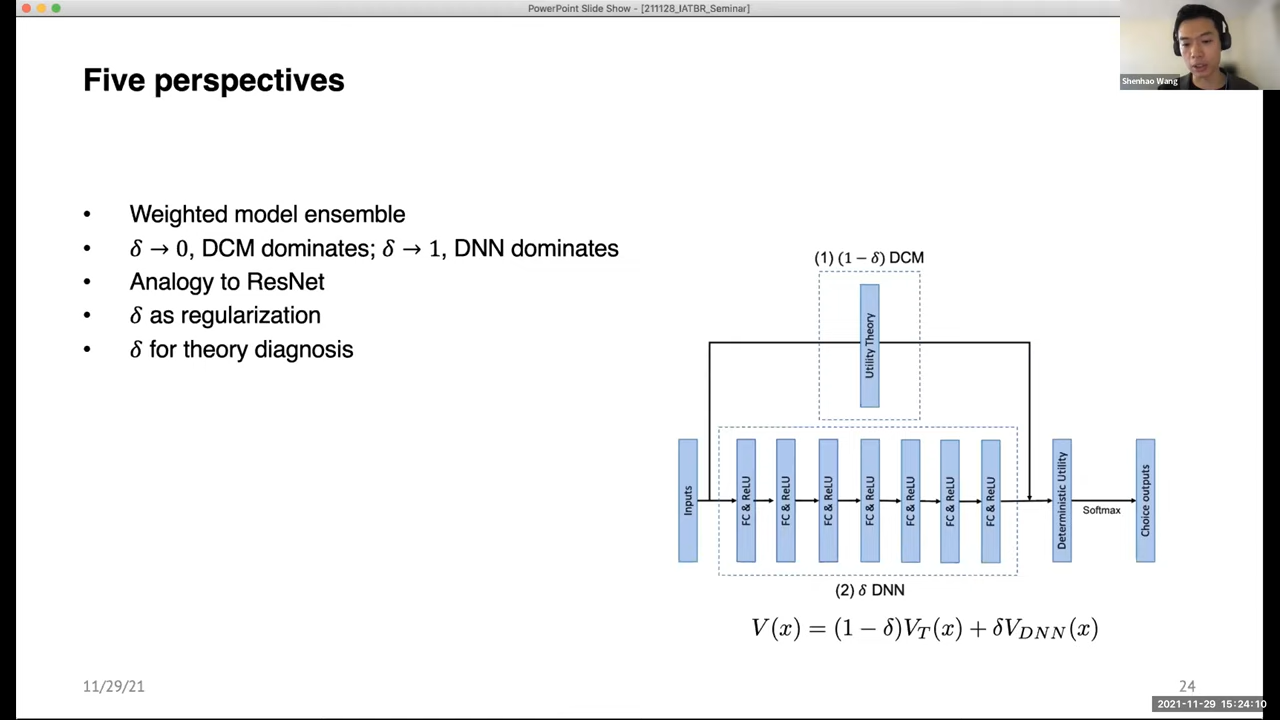 PowerPoint Slide Show - [211128_IATBR_Seminar]
Shenhao Wang
Five perspectives
• Weighted model ensemble
• δ → 0, DCM dominates; δ → 1, DNN dominates
• Analogy to ResNet
• δ as regularization
• δ for theory diagnosis
(1) (1 − δ) DCM
Utility Theory
Inputs
FC & ReLU
FC & ReLU
FC & ReLU
FC & ReLU
FC & ReLU
FC & ReLU
FC & ReLU
Deterministic Utility
Softmax
Choice outputs
(2) δ DNN
V(x) = (1 − δ)V_T(x) + δV_{DNN}(x)
11/29/21
24
2021-11-29 15:24:10